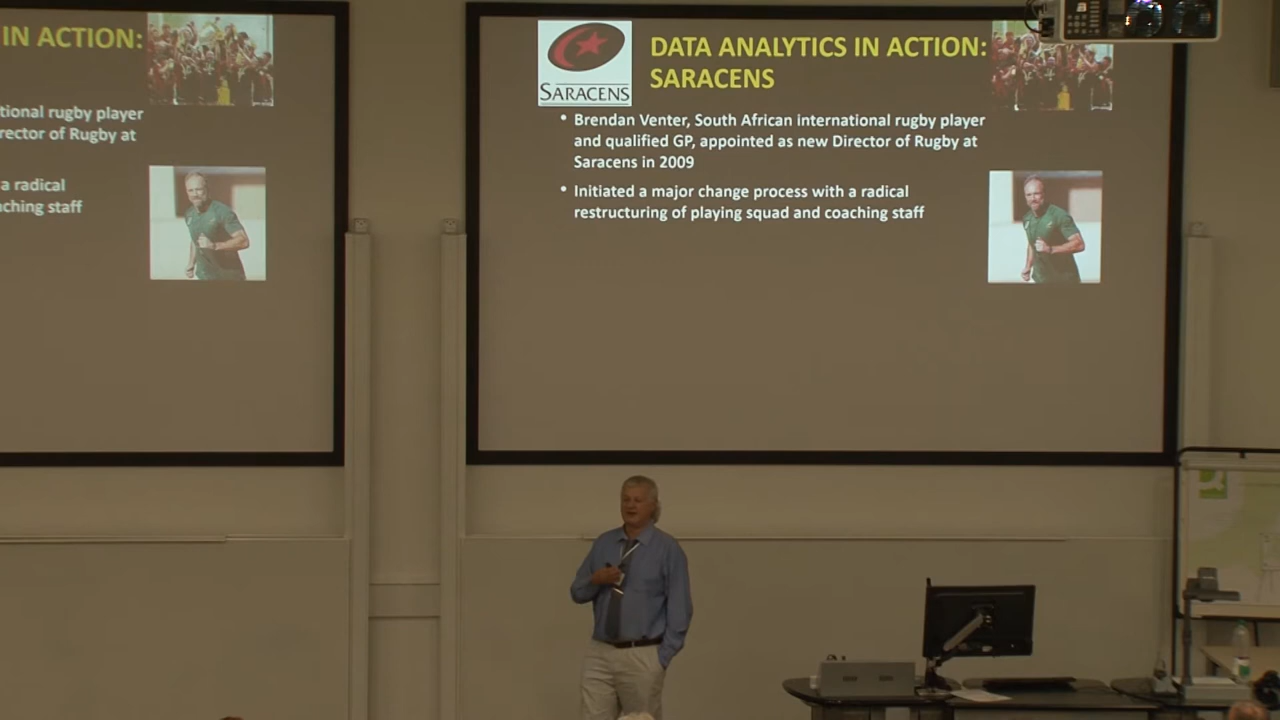 IN ACTION:
tional rugby player
rector of Rugby at
a radical
aching staff
SARACENS
DATA ANALYTICS IN ACTION:
SARACENS
• Brendan Venter, South African international rugby player
and qualified GP, appointed as new Director of Rugby at
Saracens in 2009
• Initiated a major change process with a radical
restructuring of playing squad and coaching staff